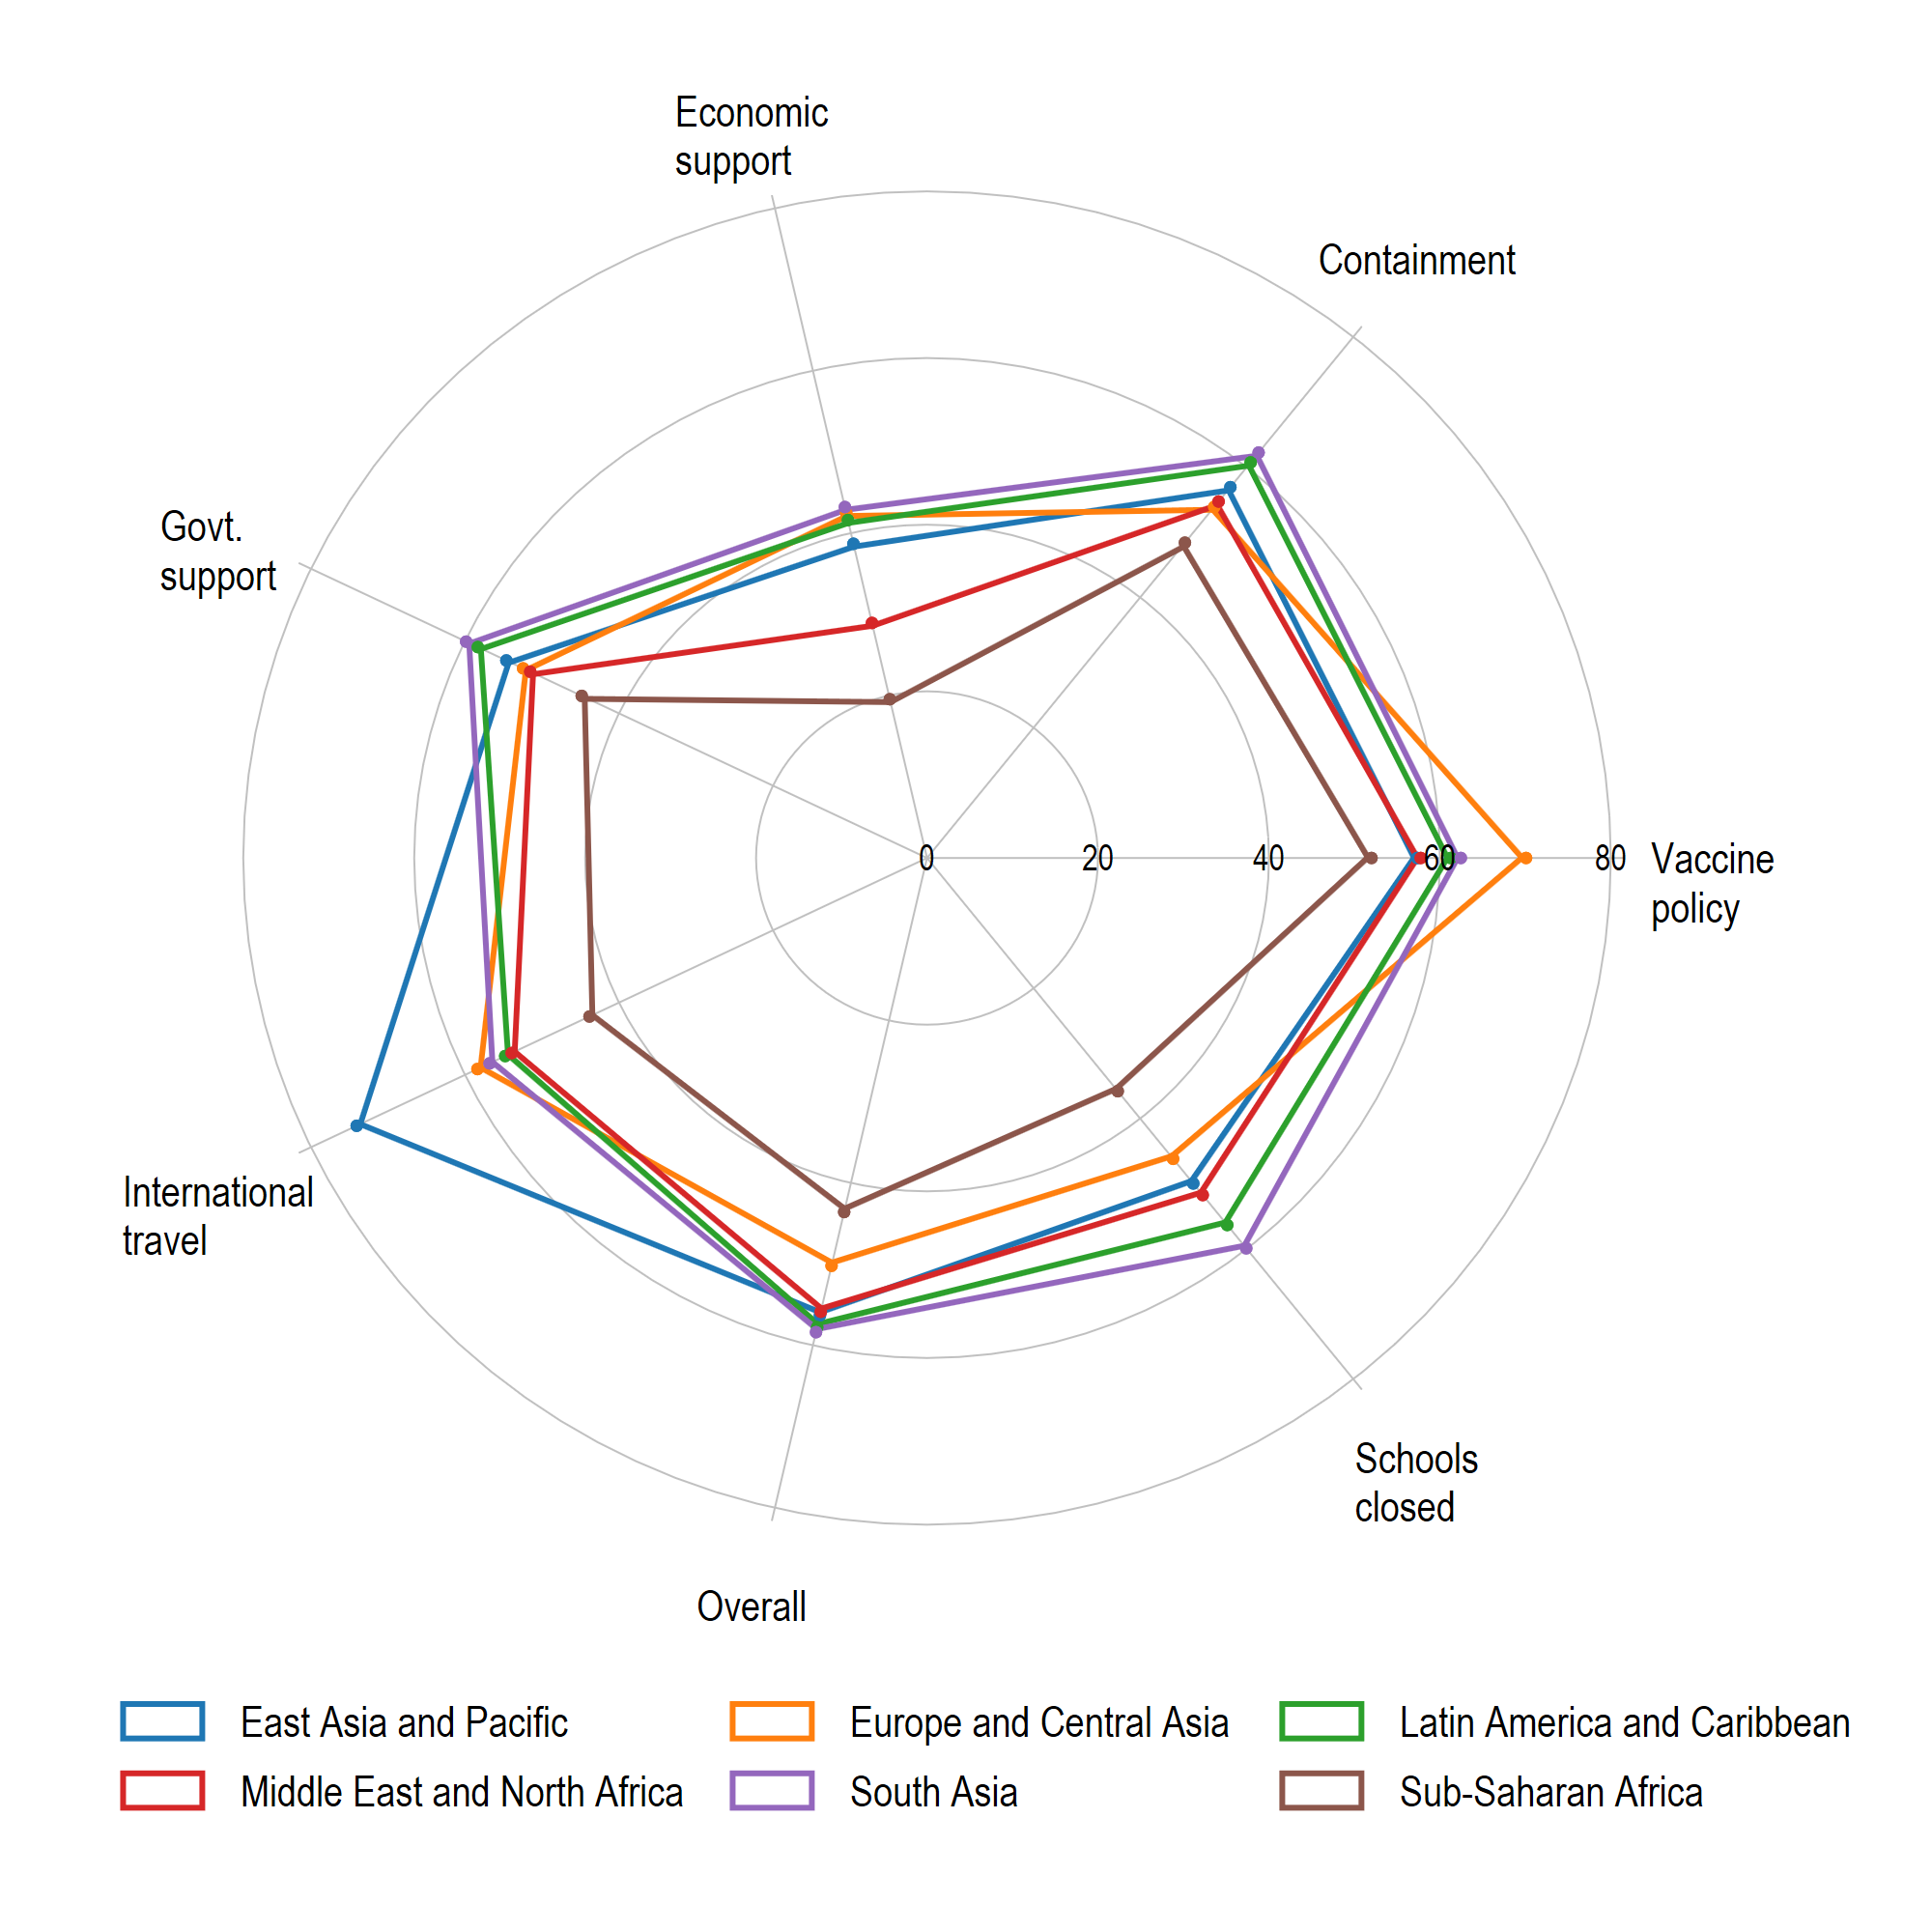 Economic
support
Containment
Govt.
support
0 20 40 60 80
Vaccine
policy
International
travel
Schools
closed
Overall
East Asia and Pacific Europe and Central Asia Latin America and Caribbean
Middle East and North Africa South Asia Sub-Saharan Africa